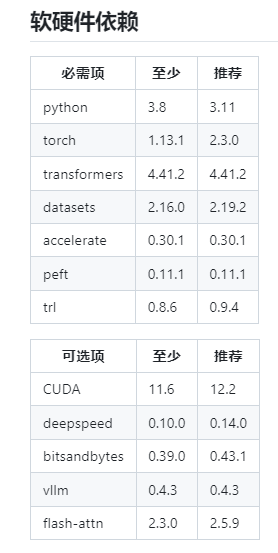 软硬件依赖
必需项 至少 推荐
python 3.8 3.11
torch 1.13.1 2.3.0
transformers 4.41.2 4.41.2
datasets 2.16.0 2.19.2
accelerate 0.30.1 0.30.1
peft 0.11.1 0.11.1
trl 0.8.6 0.9.4
可选项 至少 推荐
CUDA 11.6 12.2
deepspeed 0.10.0 0.14.0
bitsandbytes 0.39.0 0.43.1
vllm 0.4.3 0.4.3
flash-attn 2.3.0 2.5.9